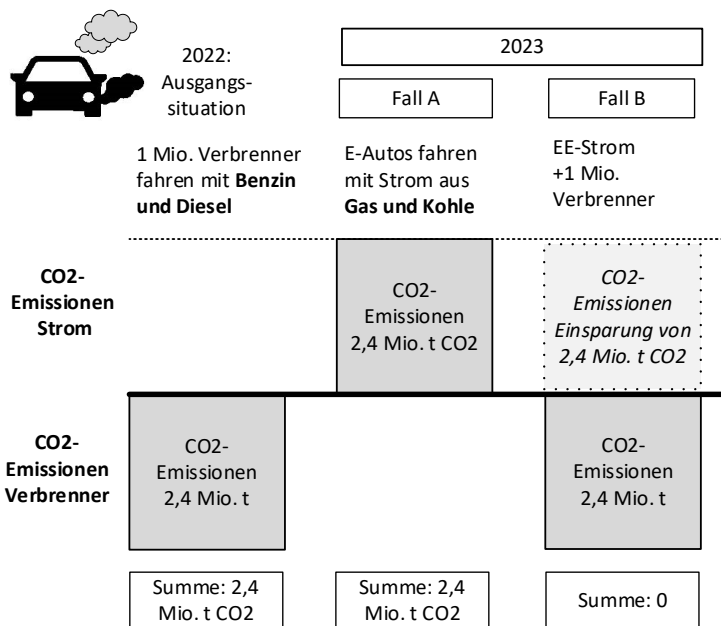 2022:
Ausgangs-
situation
2023
Fall A
Fall B
1 Mio. Verbrenner
fahren mit Benzin
und Diesel
E-Autos fahren
mit Strom aus
Gas und Kohle
EE-Strom
+1 Mio.
Verbrenner
CO2-
Emissionen
Strom
CO2-
Emissionen
2,4 Mio. t CO2
CO2-
Emissionen
Einsparung von
2,4 Mio. t CO2
CO2-
Emissionen
Verbrenner
CO2-
Emissionen
2,4 Mio. t
CO2-
Emissionen
2,4 Mio. t
Summe: 2,4
Mio. t CO2
Summe: 2,4
Mio. t CO2
Summe: 0